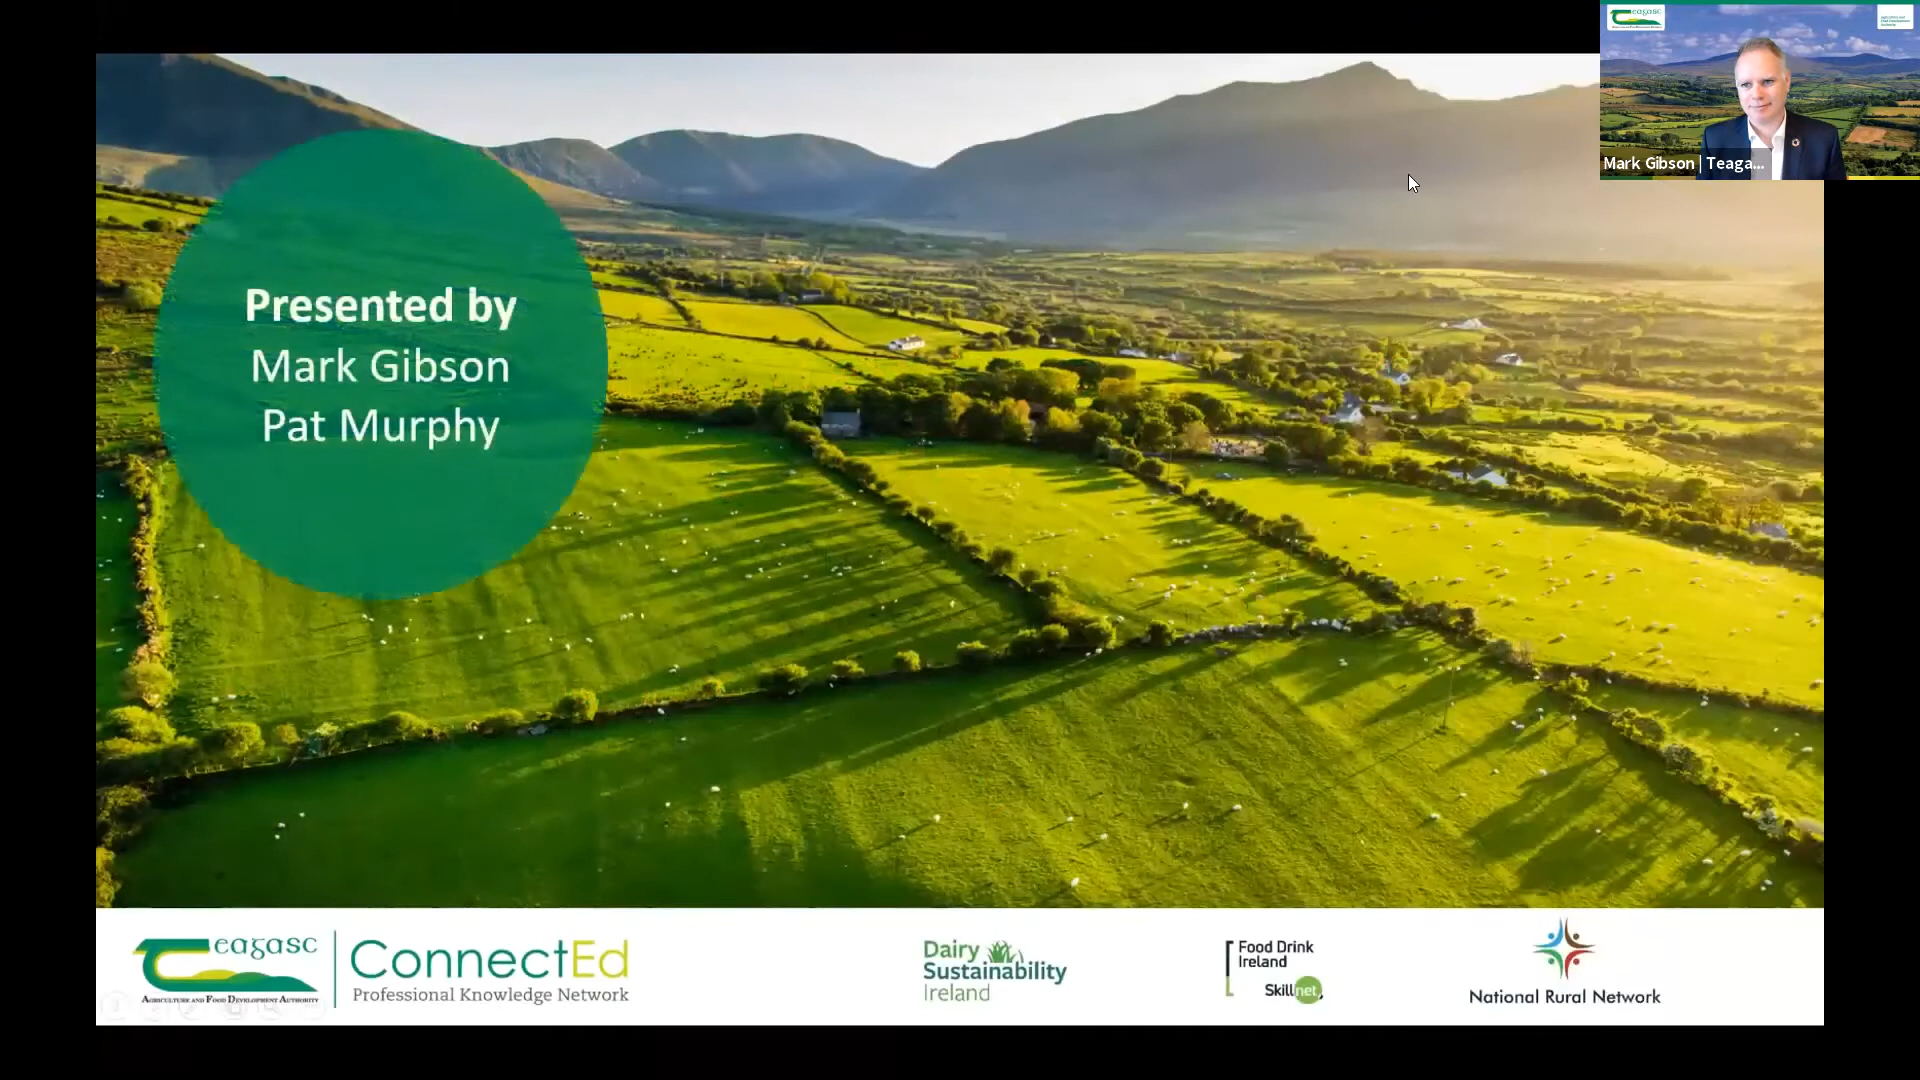 eagasc
Mark Gibson | Teaga...
Presented by
Mark Gibson
Pat Murphy
eagasc
AGRICULTURE AND FOOD DEVELOPMENT AUTHORITY
ConnectEd
Professional Knowledge Network
Dairy
Sustainability
Ireland
Food Drink
Ireland
Skillnet
National Rural Network